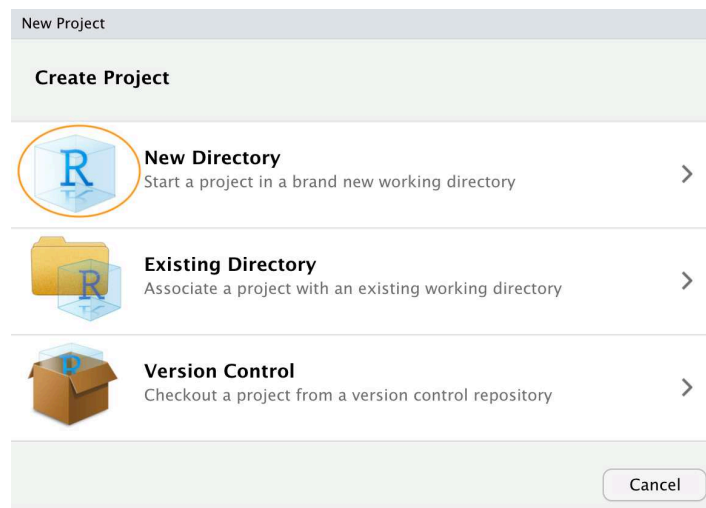 New Project
Create Project
R
New Directory
Start a project in a brand new working directory
R
Existing Directory
Associate a project with an existing working directory
R
Version Control
Checkout a project from a version control repository
Cancel